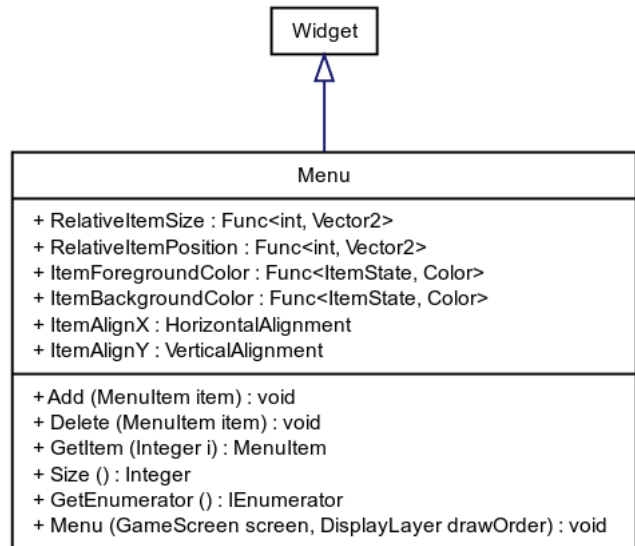 Widget
Menu
+ RelativeItemSize : Func<int, Vector2>
+ RelativeItemPosition : Func<int, Vector2>
+ ItemForegroundColor : Func<ItemState, Color>
+ ItemBackgroundColor : Func<ItemState, Color>
+ ItemAlignX : HorizontalAlignment
+ ItemAlignY : VerticalAlignment
+ Add (MenuItem item) : void
+ Delete (MenuItem item) : void
+ GetItem (Integer i) : MenuItem
+ Size () : Integer
+ GetEnumerator () : IEnumerator
+ Menu (GameScreen screen, DisplayLayer drawOrder) : void